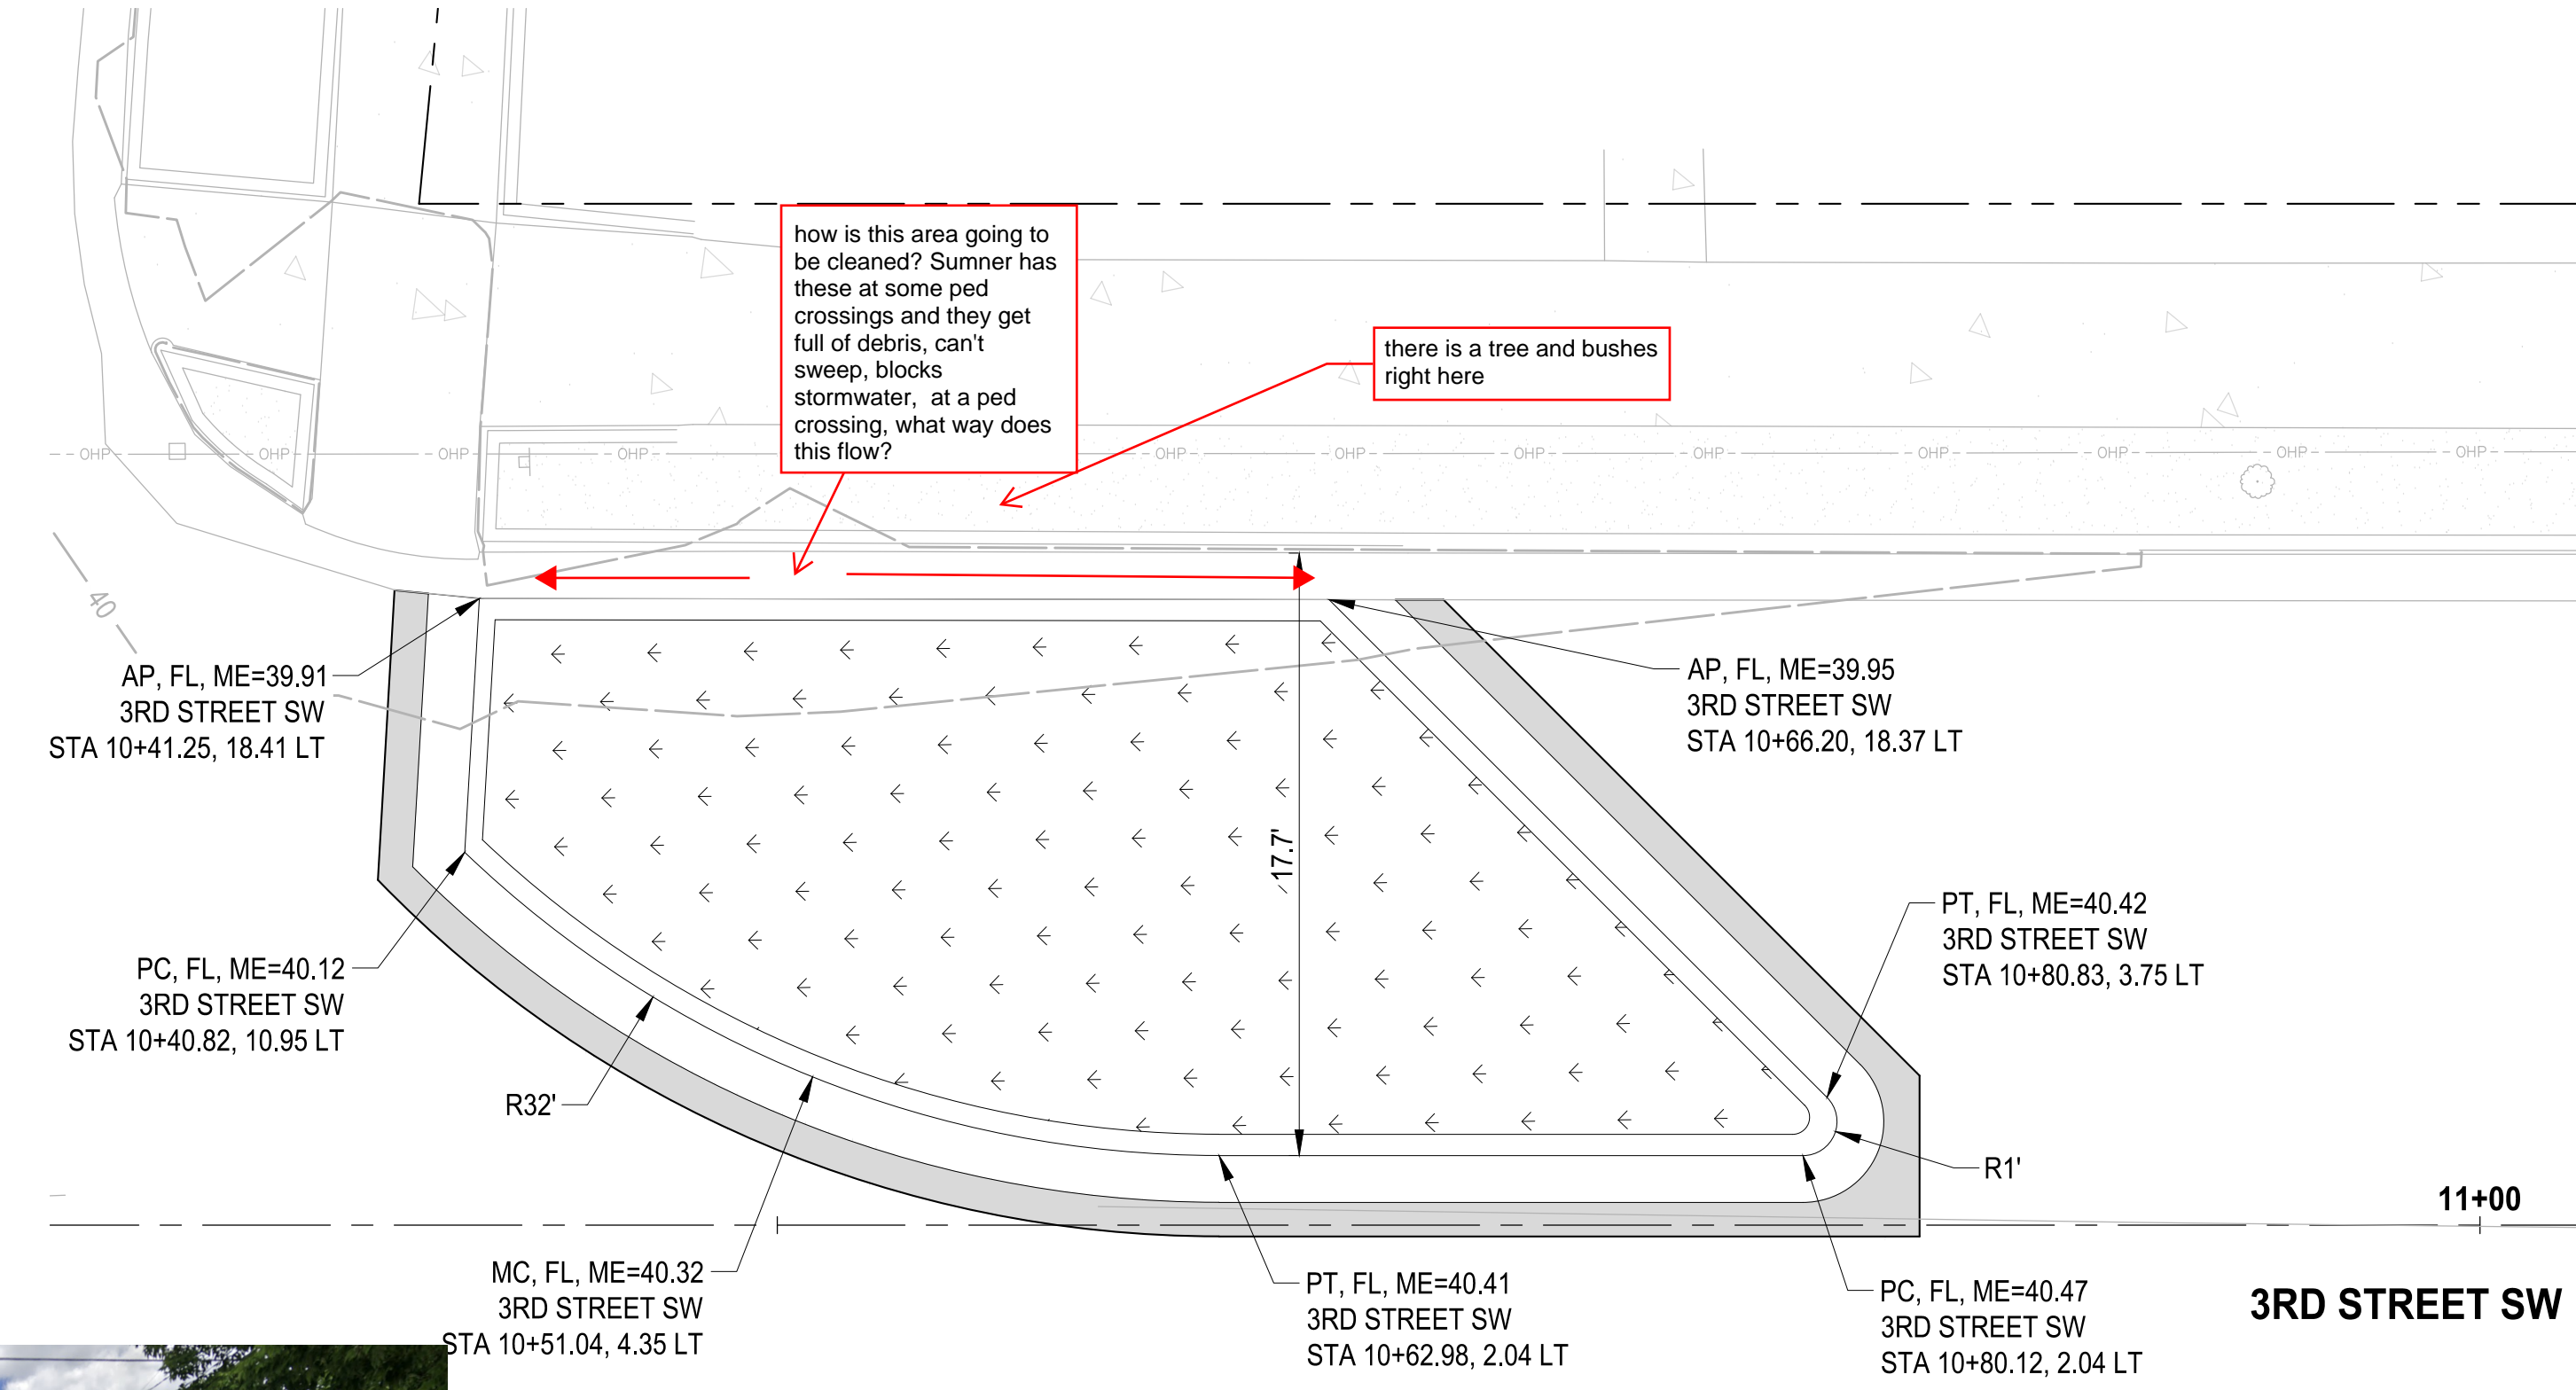 how is this area going to
be cleaned? Sumner has
these at some ped
crossings and they get
full of debris, can't
sweep, blocks
stormwater,  at a ped
crossing, what way does
this flow?
there is a tree and bushes
right here
OHP
OHP
OHP
OHP
OHP
OHP
OHP
OHP
OHP
OHP
OHP
OHP
40
AP, FL, ME=39.91
3RD STREET SW
STA 10+41.25, 18.41 LT
AP, FL, ME=39.95
3RD STREET SW
STA 10+66.20, 18.37 LT
17.7'
PT, FL, ME=40.42
3RD STREET SW
STA 10+80.83, 3.75 LT
PC, FL, ME=40.12
3RD STREET SW
STA 10+40.82, 10.95 LT
R32'
R1'
11+00
MC, FL, ME=40.32
3RD STREET SW
STA 10+51.04, 4.35 LT
PT, FL, ME=40.41
3RD STREET SW
STA 10+62.98, 2.04 LT
PC, FL, ME=40.47
3RD STREET SW
STA 10+80.12, 2.04 LT
3RD STREET SW